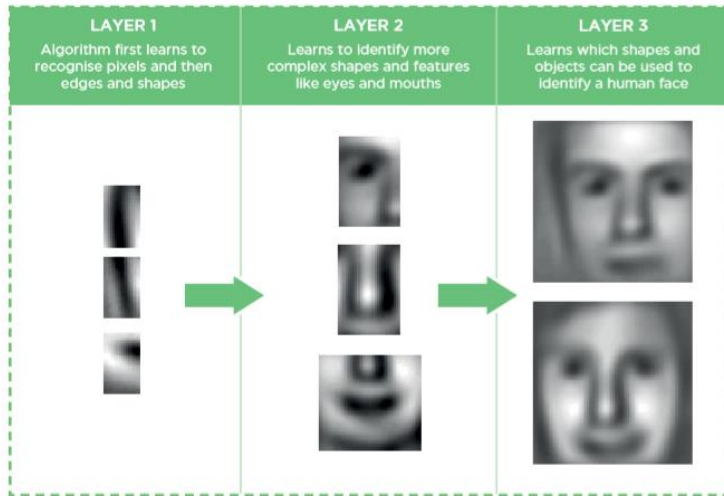 LAYER 1
Algorithm first learns to
recognise pixels and then
edges and shapes
LAYER 2
Learns to identify more
complex shapes and features
like eyes and mouths
LAYER 3
Learns which shapes and
objects can be used to
identify a human face